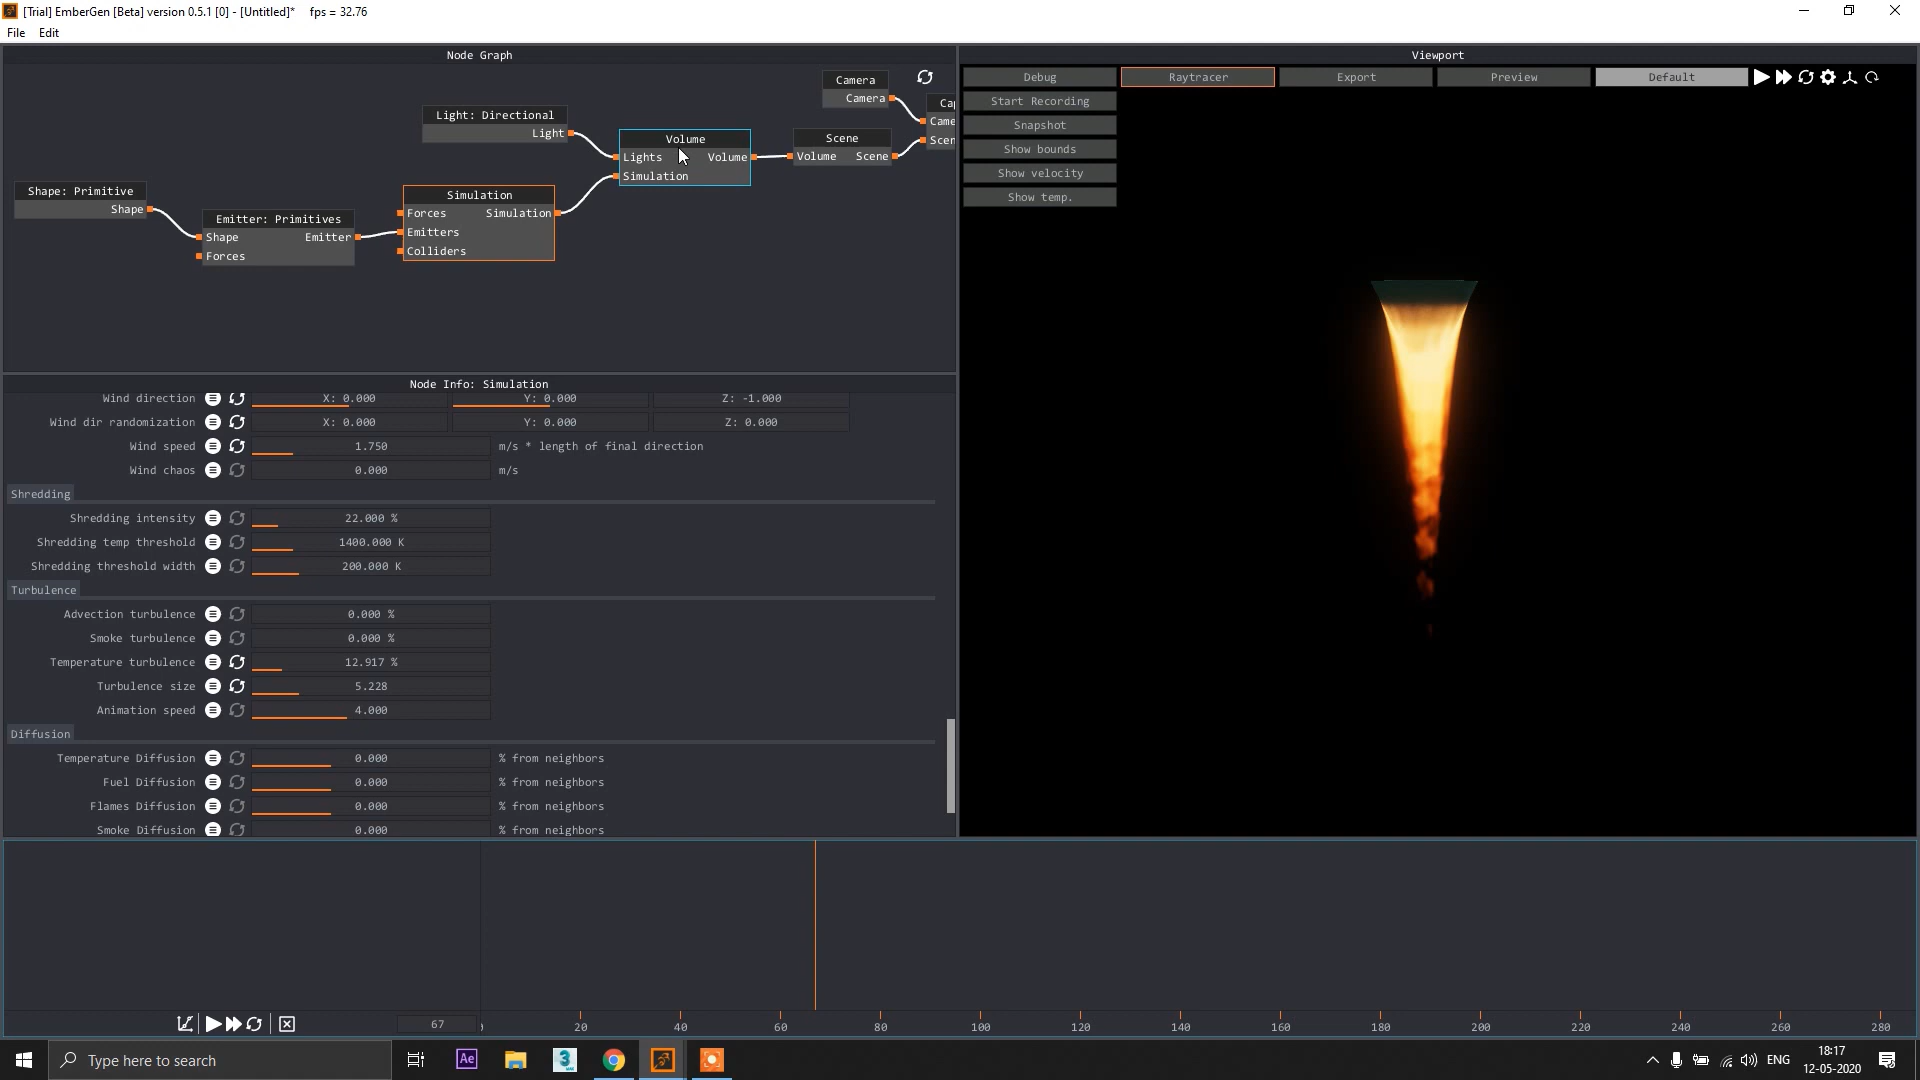 [Trial] EmberGen [Beta] version 0.5.1 [0] - [Untitled]* fps = 32.76
File Edit
Node Graph
Viewport
Camera
Camera
Light: Directional
Light
Volume
Lights Volume
Simulation
Scene
Volume Scene
Cap
Came
Scen
Shape: Primitive
Shape
Emitter: Primitives
Shape Emitter
Forces
Simulation
Forces Simulation
Emitters
Colliders
Debug Raytracer Export Preview Default
Start Recording
Snapshot
Show bounds
Show velocity
Show temp.
Node Info: Simulation
Wind direction X: 0.000 Y: 0.000 Z: -1.000
Wind dir randomization X: 0.000 Y: 0.000 Z: 0.000
Wind speed 1.750 m/s * length of final direction
Wind chaos 0.000 m/s
Shredding
Shredding intensity 22.000 %
Shredding temp threshold 1400.000 K
Shredding threshold width 200.000 K
Turbulence
Advection turbulence 0.000 %
Smoke turbulence 0.000 %
Temperature turbulence 12.917 %
Turbulence size 5.228
Animation speed 4.000
Diffusion
Temperature Diffusion 0.000 % from neighbors
Fuel Diffusion 0.000 % from neighbors
Flames Diffusion 0.000 % from neighbors
Smoke Diffusion 0.000 % from neighbors
67
20 40 60 80 100 120 140 160 180 200 220 240 260 280
Type here to search
Ae
3
ENG
18:17
12-05-2020